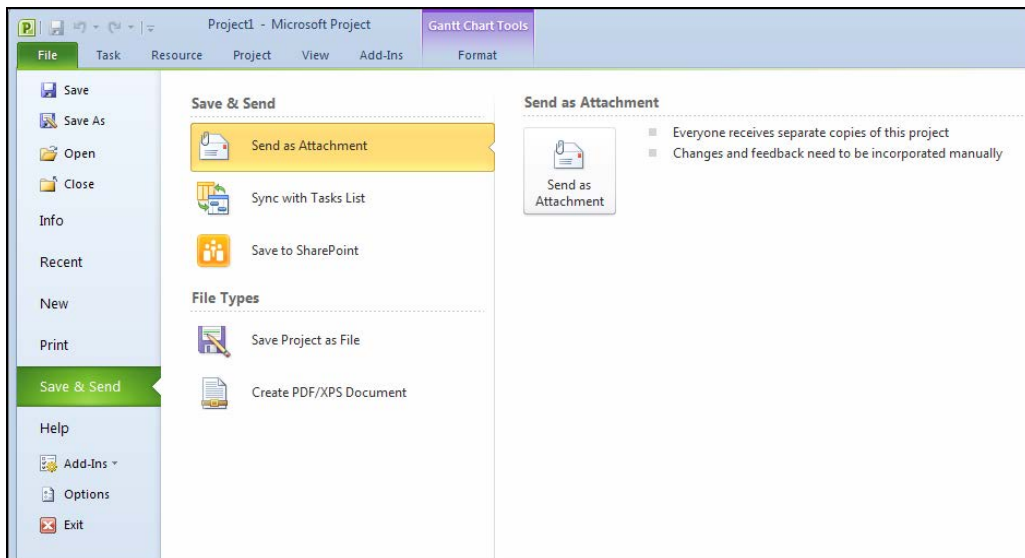 Project1 - Microsoft Project
Gantt Chart Tools
File Task Resource Project View Add-Ins Format
Save
Save As
Open
Close
Info
Recent
New
Print
Save & Send
Help
Add-Ins
Options
Exit
Save & Send
Send as Attachment
Sync with Tasks List
Save to SharePoint
File Types
Save Project as File
Create PDF/XPS Document
Send as Attachment
Send as
Attachment
Everyone receives separate copies of this project
Changes and feedback need to be incorporated manually